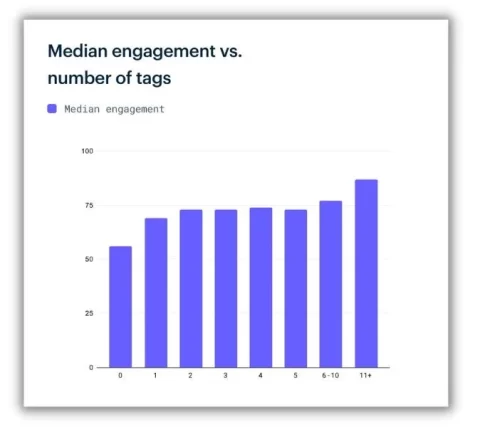 Median engagement vs.
number of tags
Median engagement
100
75
50
25
0
0 1 2 3 4 5 6-10 11+